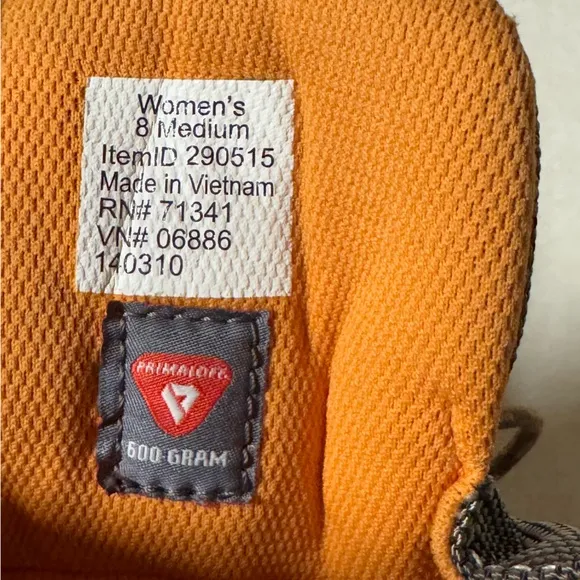 Women's
8 Medium
ItemID 290515
Made in Vietnam
RN# 71341
VN# 06886
140310
PRIMALOFT
600 GRAM